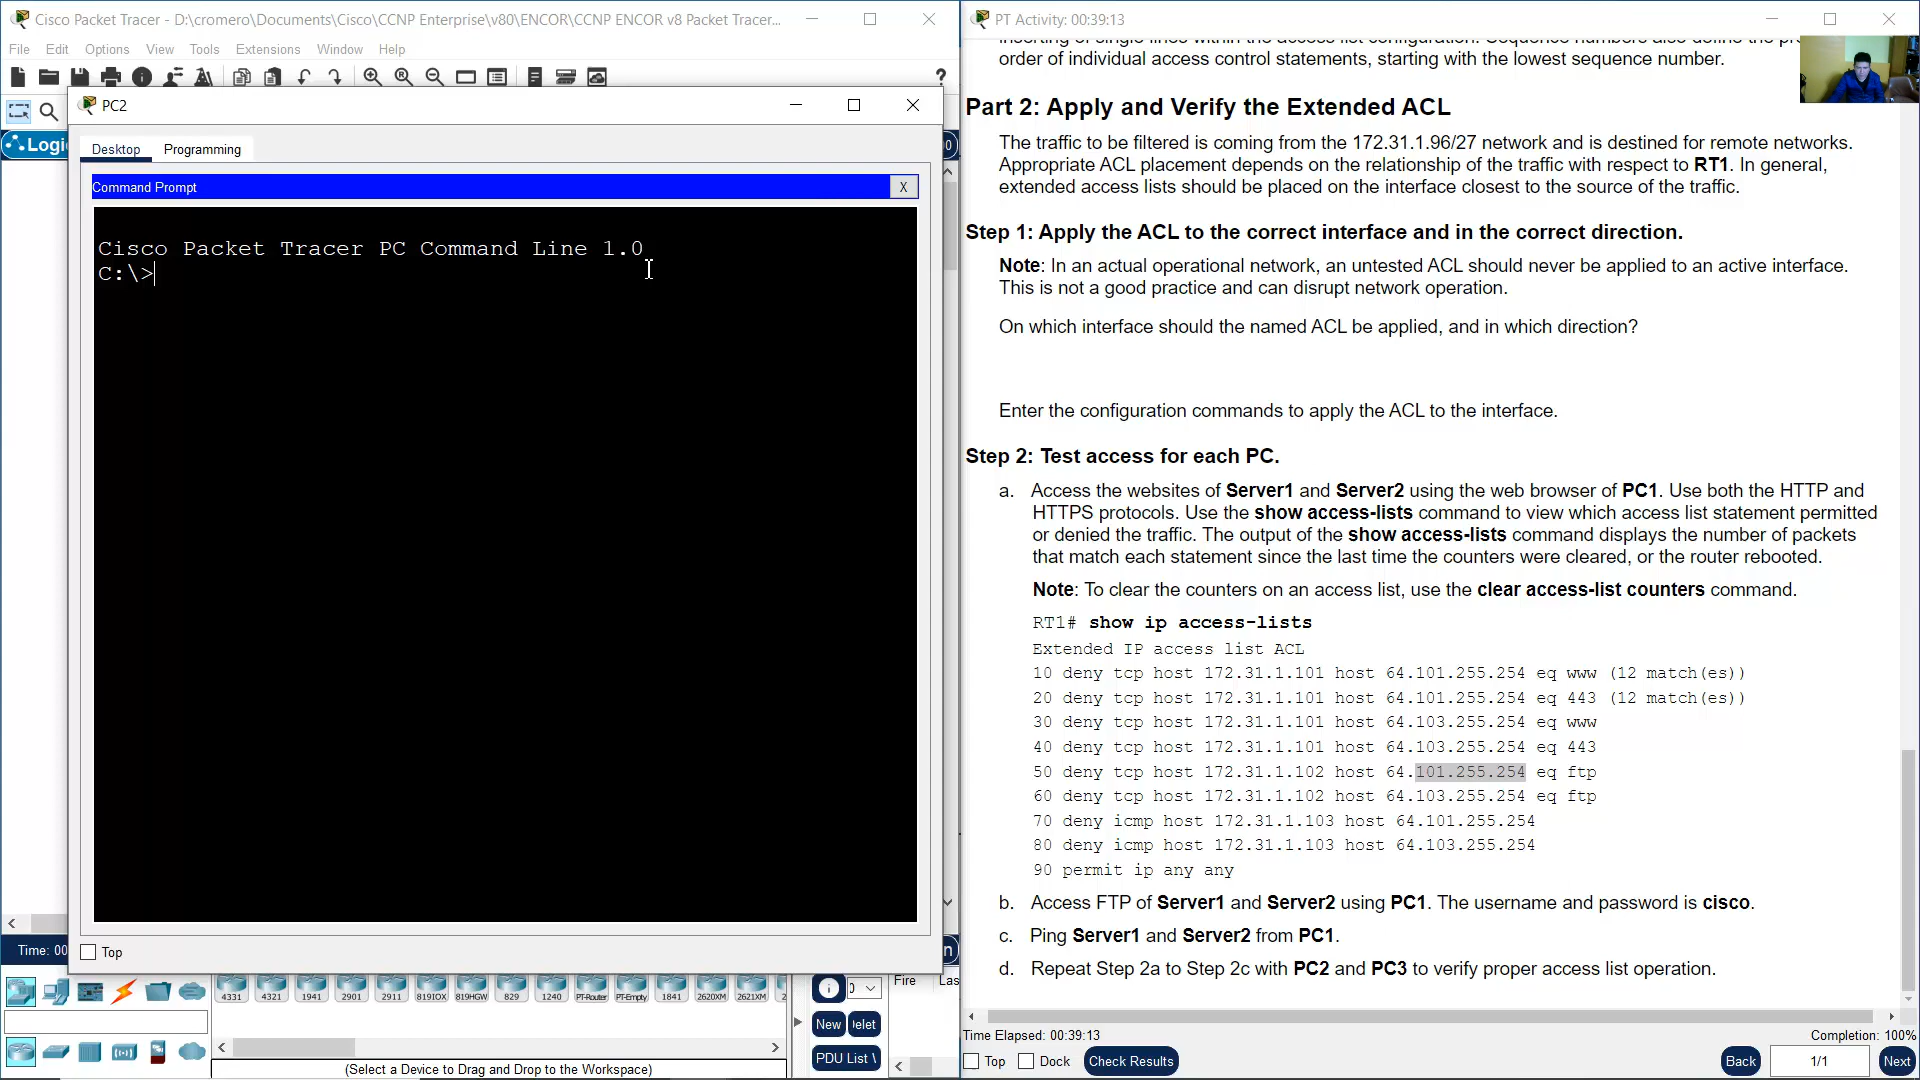 Cisco Packet Tracer - D:\cromero\Documents\Cisco\CCNP Enterprise\v80\ENCOR\CCNP ENCOR v8 Packet Tracer...
File Edit Options View Tools Extensions Window Help
?
Logi
PC2
Desktop Programming
Command Prompt
X
Cisco Packet Tracer PC Command Line 1.0
C:\>
Top
Time: 00
4331 4321 1941 2901 2911 819IOX 819HGW 829 1240 PT-Router PT-Empty 1841 2620XM 2621XM 2
(Select a Device to Drag and Drop to the Workspace)
Fire Las
New
PDU List
PT Activity: 00:39:13
order of individual access control statements, starting with the lowest sequence number.
Part 2: Apply and Verify the Extended ACL
The traffic to be filtered is coming from the 172.31.1.96/27 network and is destined for remote networks.
Appropriate ACL placement depends on the relationship of the traffic with respect to RT1. In general,
extended access lists should be placed on the interface closest to the source of the traffic.
Step 1: Apply the ACL to the correct interface and in the correct direction.
Note: In an actual operational network, an untested ACL should never be applied to an active interface.
This is not a good practice and can disrupt network operation.
On which interface should the named ACL be applied, and in which direction?
Enter the configuration commands to apply the ACL to the interface.
Step 2: Test access for each PC.
a. Access the websites of Server1 and Server2 using the web browser of PC1. Use both the HTTP and
HTTPS protocols. Use the show access-lists command to view which access list statement permitted
or denied the traffic. The output of the show access-lists command displays the number of packets
that match each statement since the last time the counters were cleared, or the router rebooted.
Note: To clear the counters on an access list, use the clear access-list counters command.
RT1# show ip access-lists
Extended IP access list ACL
10 deny tcp host 172.31.1.101 host 64.101.255.254 eq www (12 match(es))
20 deny tcp host 172.31.1.101 host 64.101.255.254 eq 443 (12 match(es))
30 deny tcp host 172.31.1.101 host 64.103.255.254 eq www
40 deny tcp host 172.31.1.101 host 64.103.255.254 eq 443
50 deny tcp host 172.31.1.102 host 64.101.255.254 eq ftp
60 deny tcp host 172.31.1.102 host 64.103.255.254 eq ftp
70 deny icmp host 172.31.1.103 host 64.101.255.254
80 deny icmp host 172.31.1.103 host 64.103.255.254
90 permit ip any any
b. Access FTP of Server1 and Server2 using PC1. The username and password is cisco.
c. Ping Server1 and Server2 from PC1.
d. Repeat Step 2a to Step 2c with PC2 and PC3 to verify proper access list operation.
Time Elapsed: 00:39:13
Completion: 100%
Top Dock Check Results
Back 1/1 Next